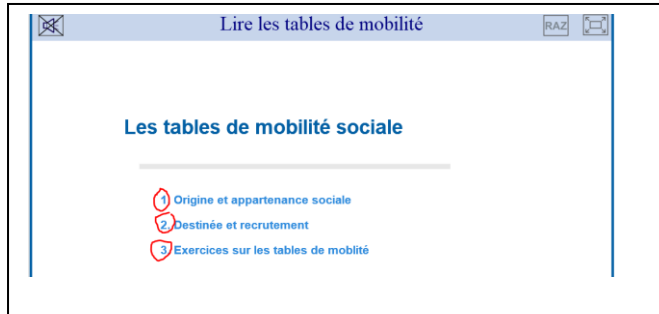 Lire les tables de mobilité
RAZ
Les tables de mobilité sociale
1 Origine et appartenance sociale
2. Destinée et recrutement
3. Exercices sur les tables de moblité